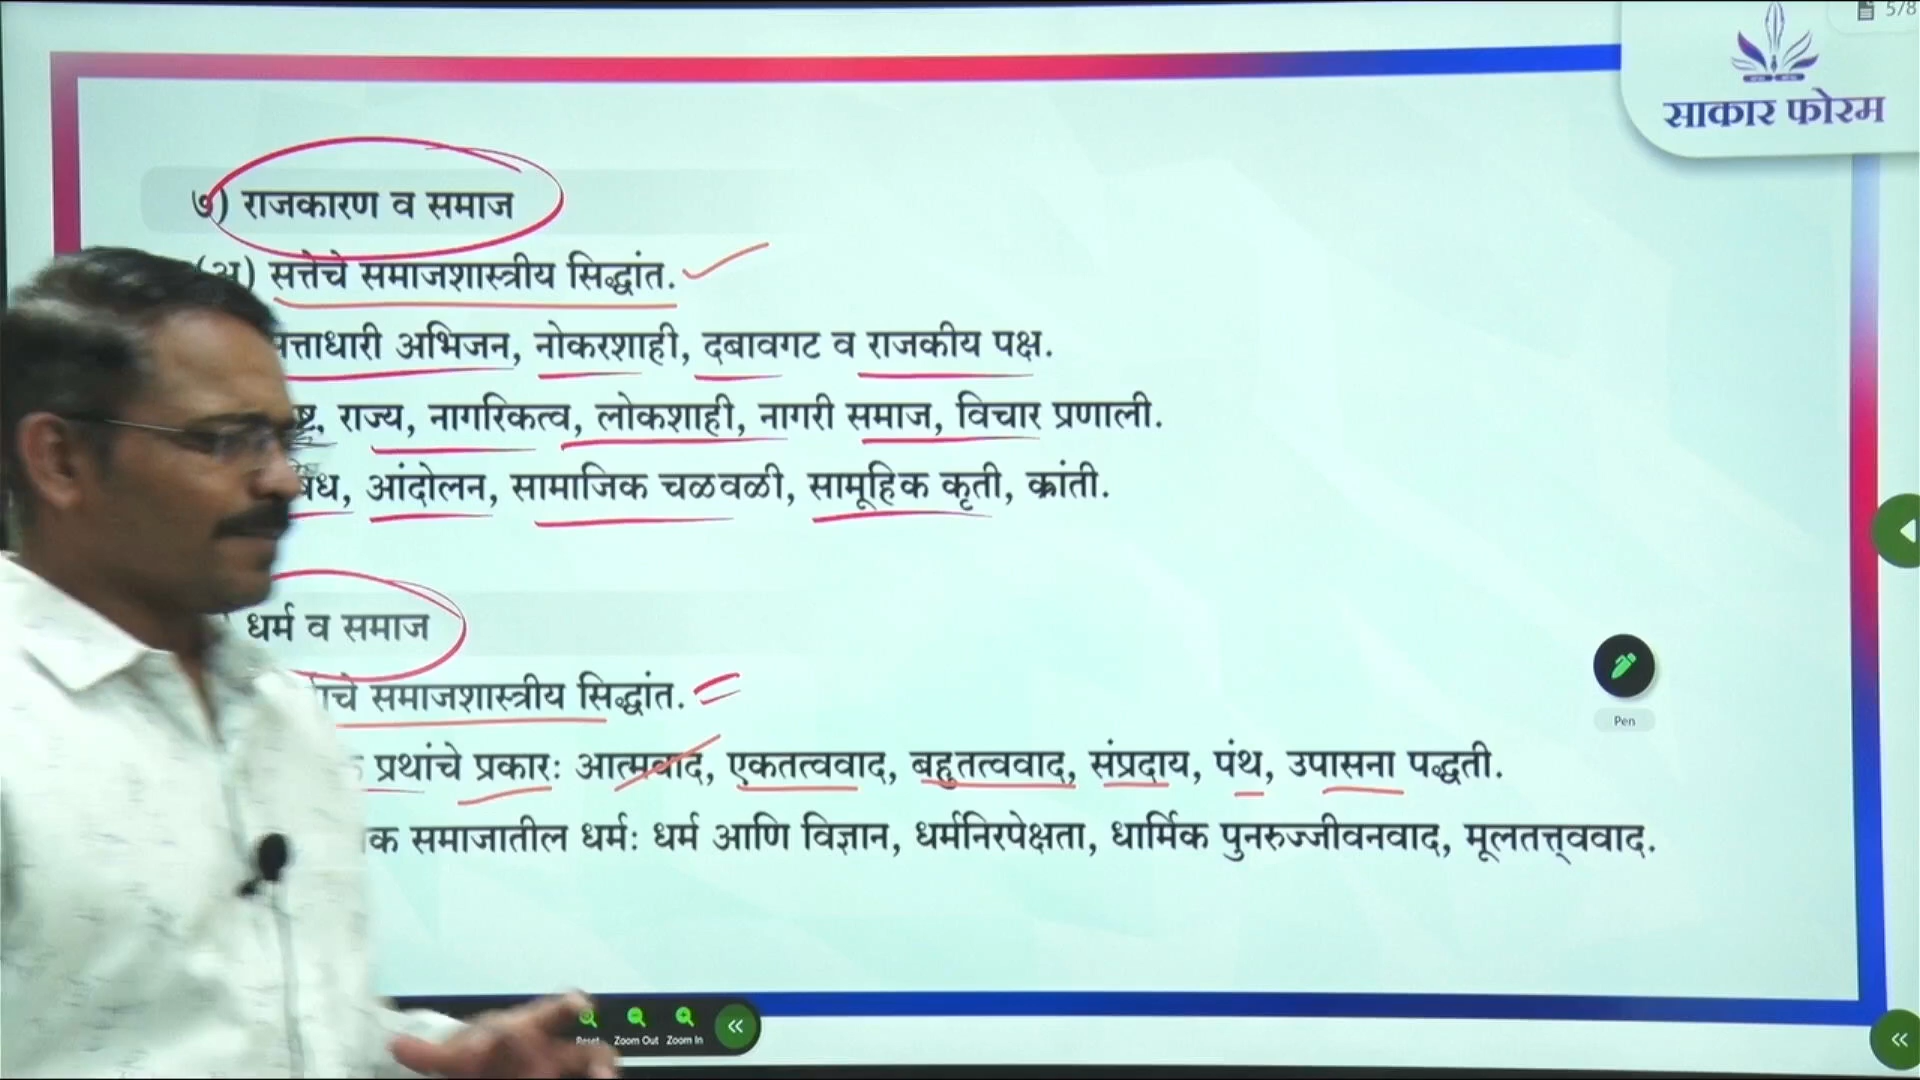 5/8
साकार फोरम
७) राजकारण व समाज
(अ) सत्तेचे समाजशास्त्रीय सिद्धांत.
अभिजन, नोकरशाही, दबावगट व राजकीय पक्ष.
राज्य, नागरिकत्व, लोकशाही, नागरी समाज, विचार प्रणाली.
आंदोलन, सामाजिक चळवळी, सामूहिक कृती, क्रांती.
धर्म व समाज
समाजशास्त्रीय सिद्धांत.
प्रथांचे प्रकारः आत्मवाद, एकतत्ववाद, बहुतत्ववाद, संप्रदाय, पंथ, उपासना पद्धती.
समाजातील धर्मः धर्म आणि विज्ञान, धर्मनिरपेक्षता, धार्मिक पुनरुज्जीवनवाद, मूलतत्त्ववाद.
Pen
Reset Zoom Out Zoom In